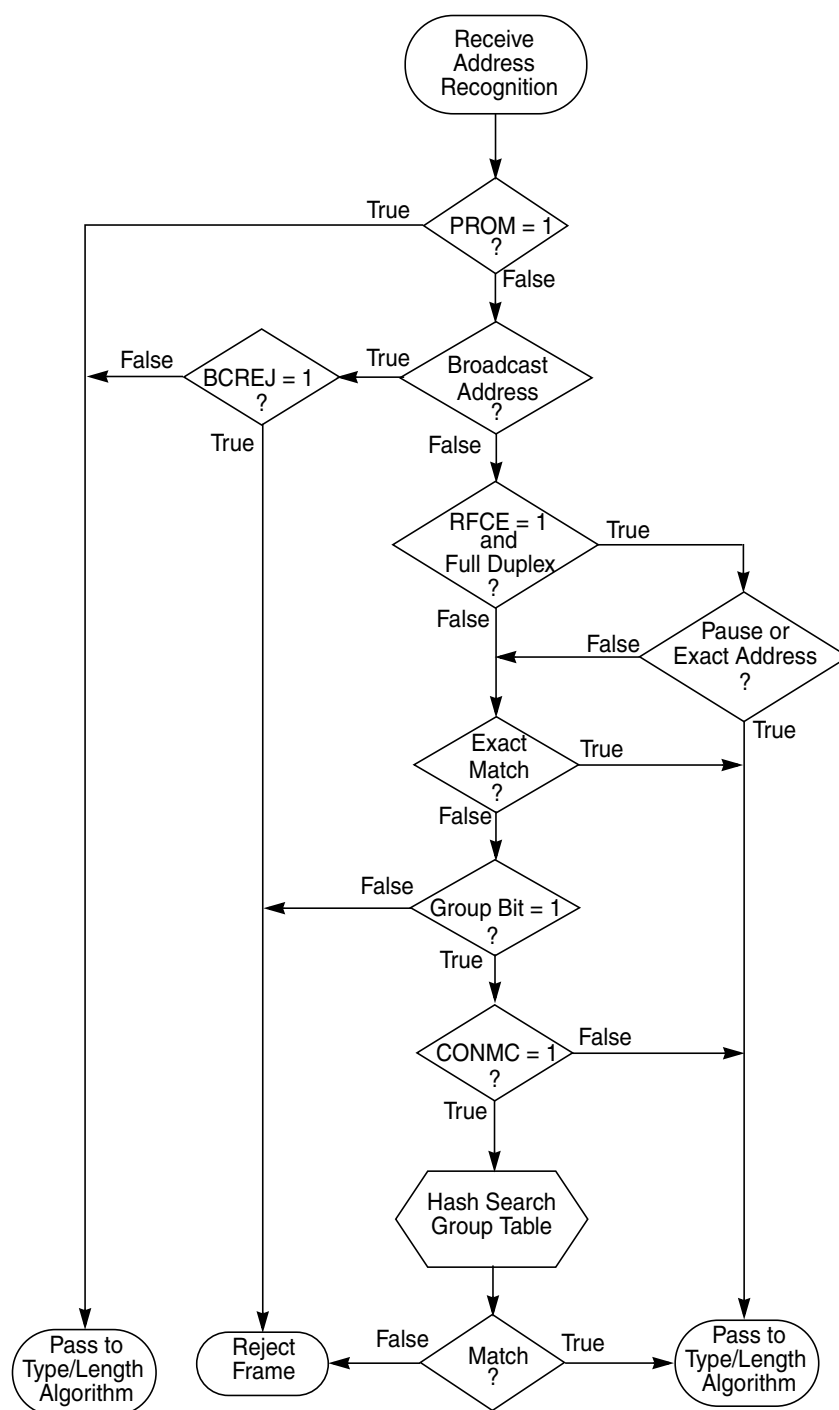 Receive
Address
Recognition
True
PROM = 1
?
False
False
BCREJ = 1
?
True
Broadcast
Address
?
True
False
RFCE = 1
and
Full Duplex
?
True
False
False
Pause or
Exact Address
?
True
Exact
Match
?
True
False
False
Group Bit = 1
?
True
CONMC = 1
?
False
True
Hash Search
Group Table
Pass to
Type/Length
Algorithm
Reject
Frame
False
Match
?
True
Pass to
Type/Length
Algorithm